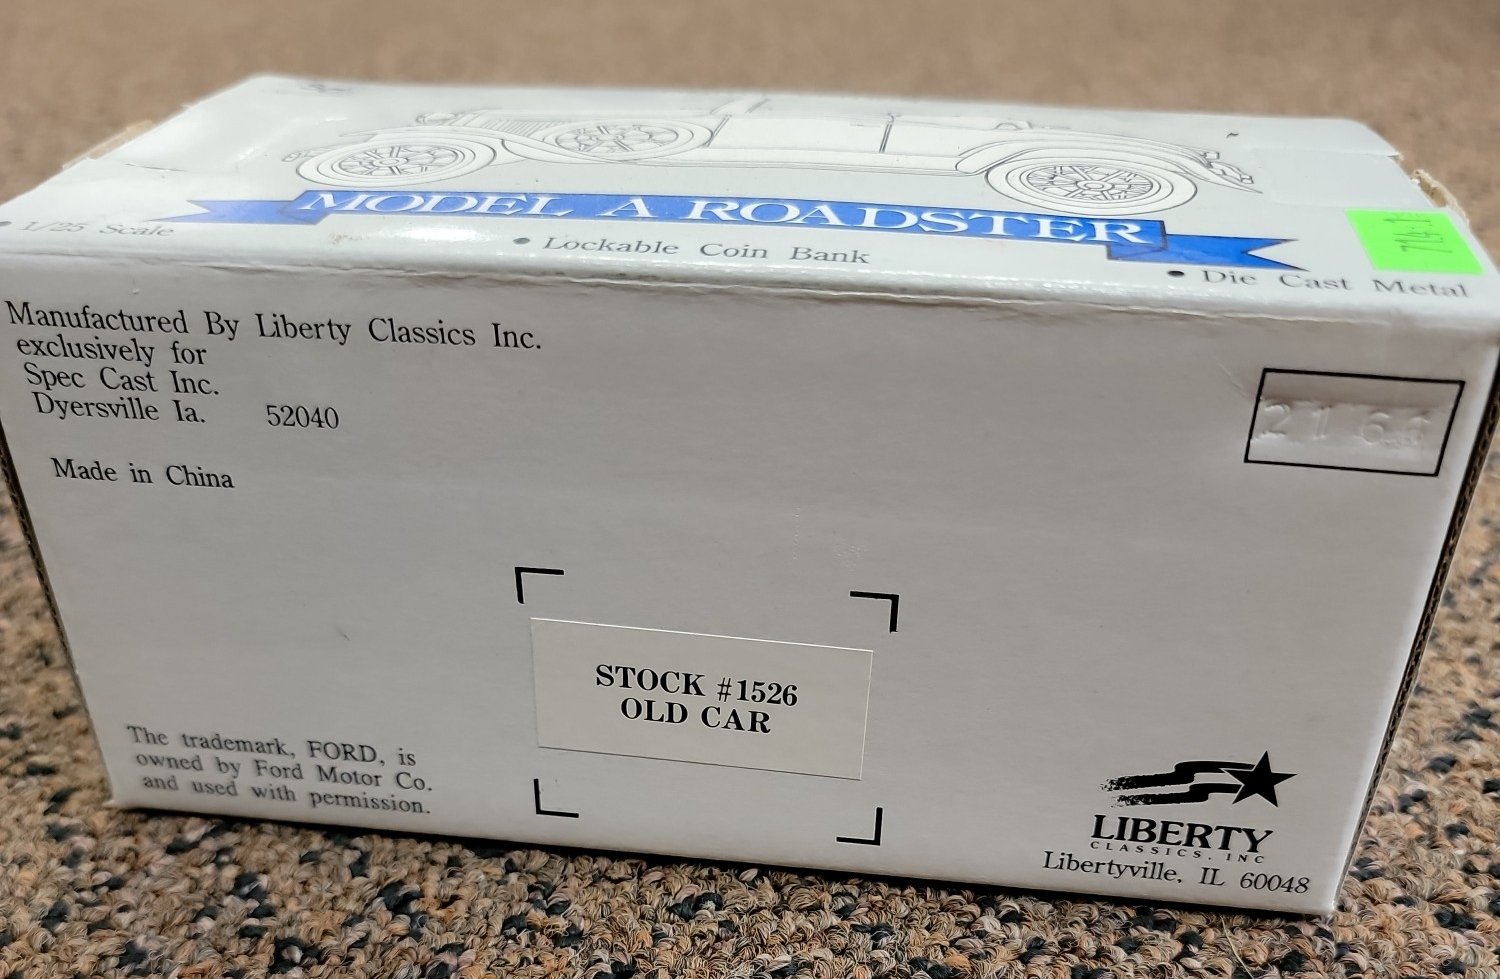 MODEL A ROADSTER
• 1/25 Scale
• Lockable Coin Bank
• Die Cast Metal
Manufactured By Liberty Classics Inc.
exclusively for
Spec Cast Inc.
Dyersville Ia. 52040
Made in China
STOCK #1526
OLD CAR
The trademark, FORD, is
owned by Ford Motor Co.
and used with permission.
LIBERTY
CLASSICS, INC
Libertyville, IL 60048